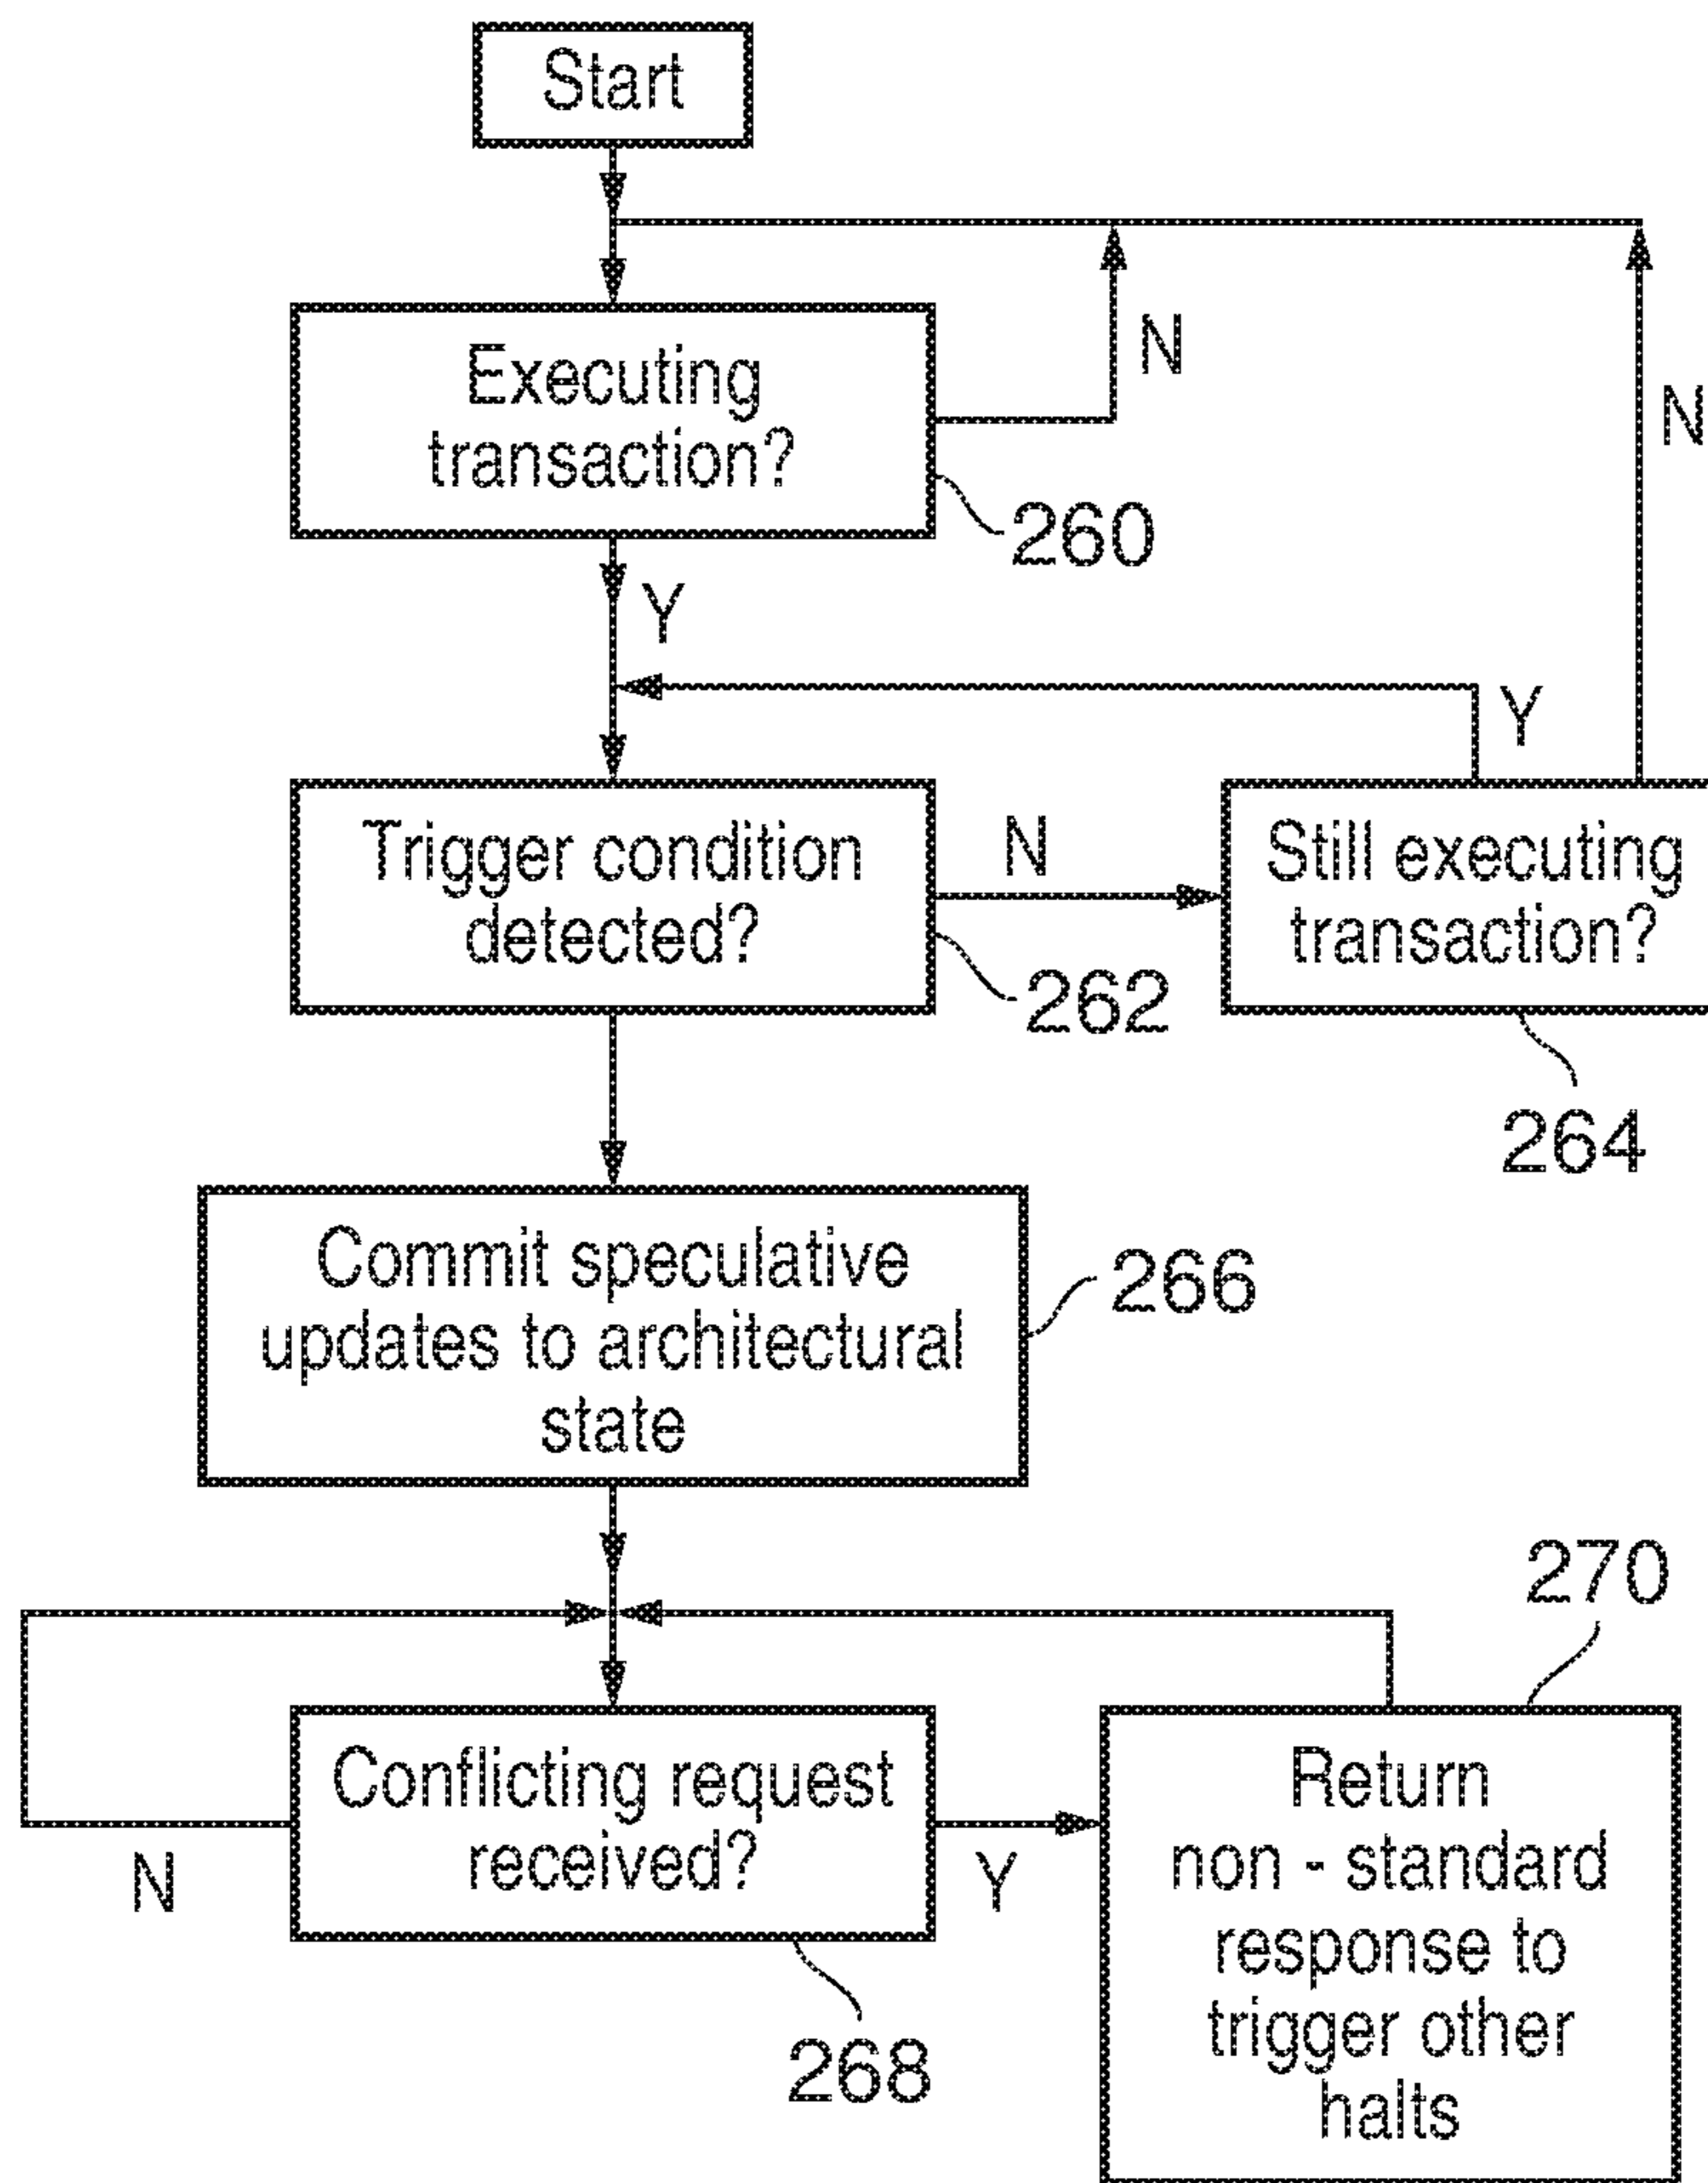 Start
N
N
Executing
transaction?
260
Y
Y
Trigger condition
detected?
N
Still executing
transaction?
262
264
Commit speculative
updates to architectural
state
266
270
Conflicting request
received?
N
Y
Return
non - standard
response to
trigger other
halts
268